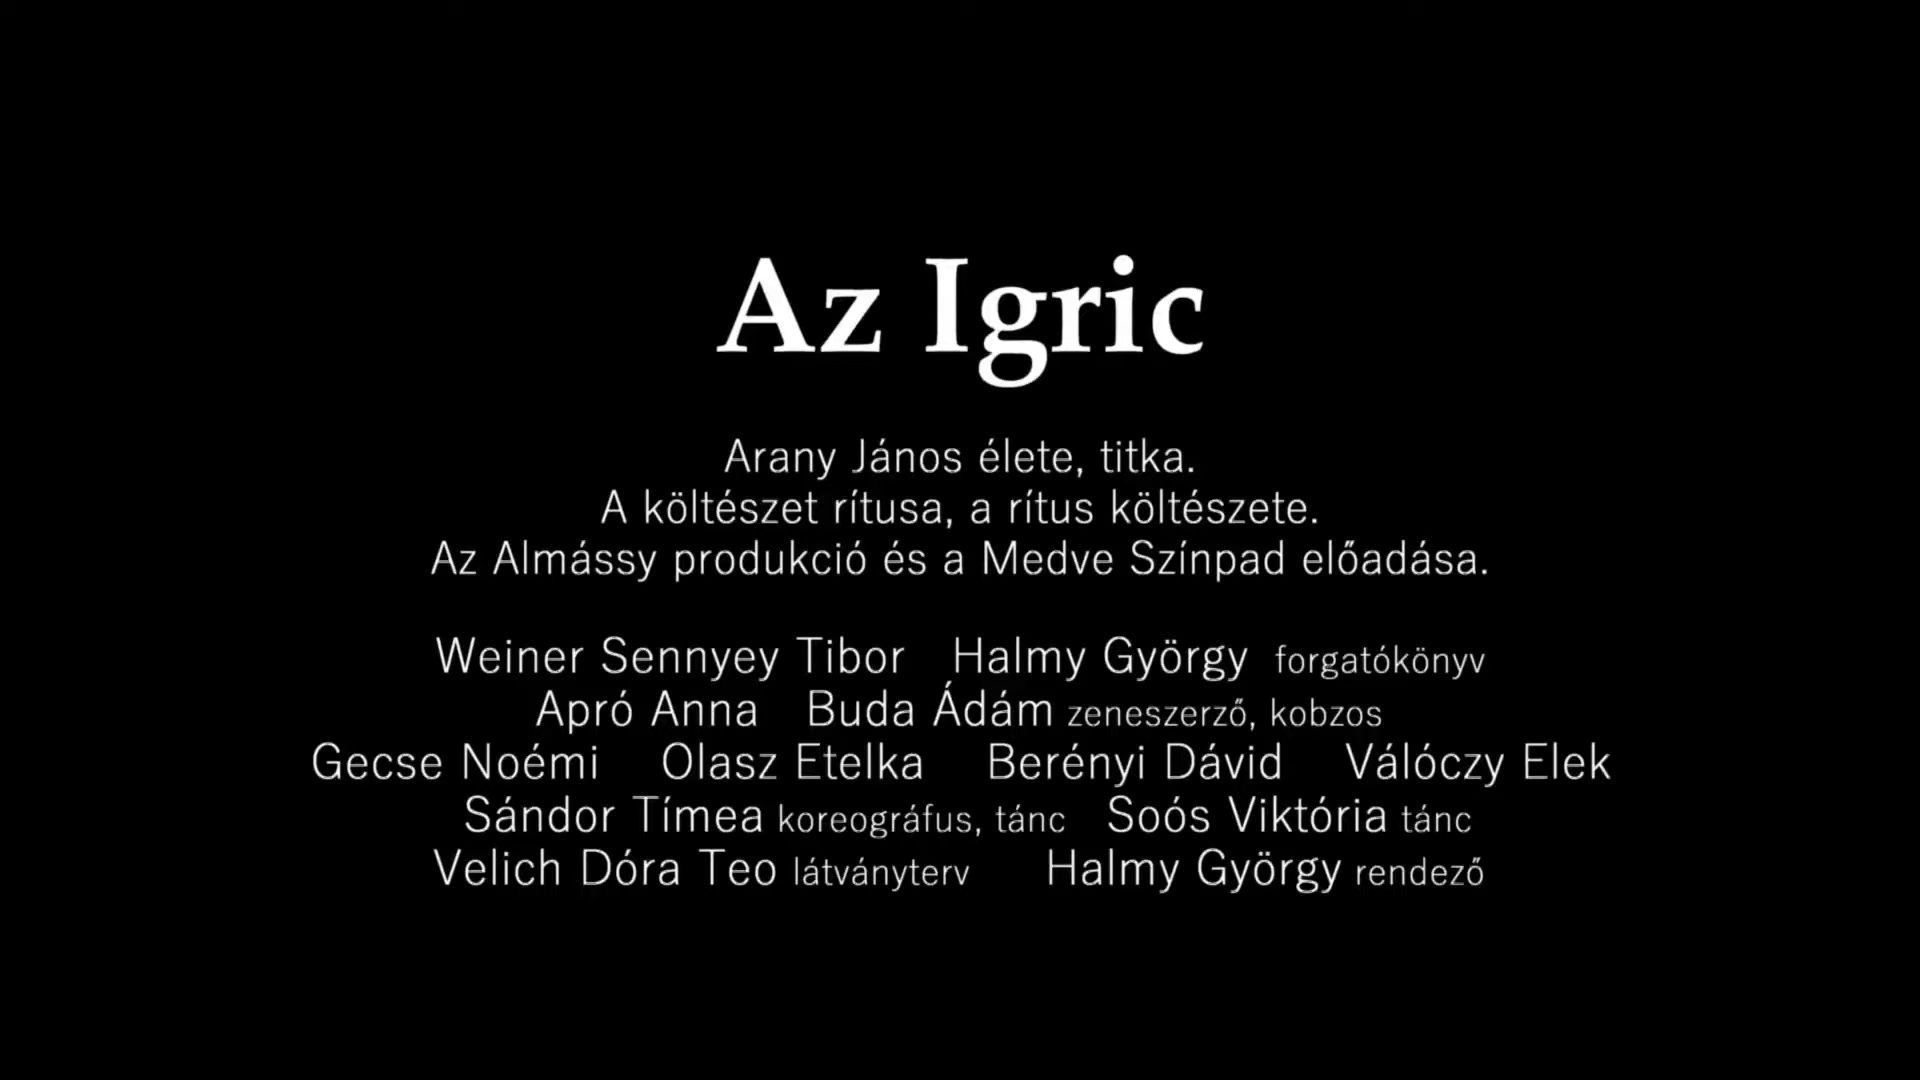 Az Igric
Arany János élete, titka.
A költészet rítusa, a rítus költészete.
Az Almássy produkció és a Medve Színpad előadása.
Weiner Sennyey Tibor Halmy György forgatókönyv
Apró Anna Buda Ádám zeneszerző, kobzos
Gecse Noémi Olasz Etelka Berényi Dávid Válóczy Elek
Sándor Tímea koreográfus, tánc Soós Viktória tánc
Velich Dóra Teo látványterv Halmy György rendező